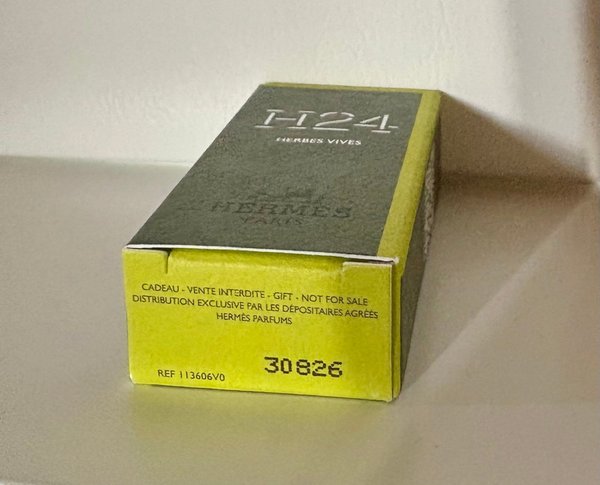 H24
HERBES VIVES
HERMÈS
PARIS
CADEAU - VENTE INTERDITE - GIFT - NOT FOR SALE
DISTRIBUTION EXCLUSIVE PAR LES DÉPOSITAIRES AGRÉÉS
HERMÈS PARFUMS
REF 113606V0
30826